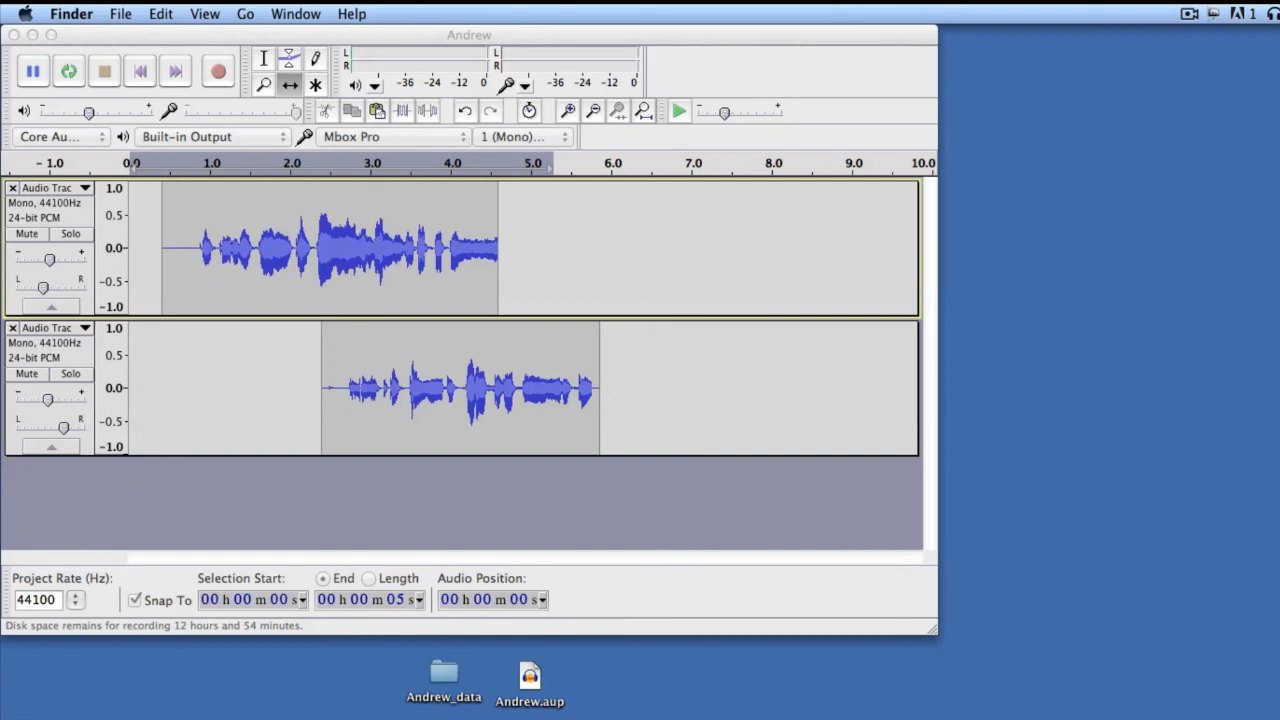 Finder File Edit View Go Window Help 1
Andrew
L R -36 -24 -12 0 L R -36 -24 -12 0
- + - + - +
Core Au... Built-in Output Mbox Pro 1 (Mono)...
- 1.0 0.0 1.0 2.0 3.0 4.0 5.0 6.0 7.0 8.0 9.0 10.0
Audio Trac 1.0
Mono, 44100Hz 0.5
24-bit PCM
Mute Solo 0.0
- +
L R -0.5
-1.0
Audio Trac 1.0
Mono, 44100Hz 0.5
24-bit PCM
Mute Solo 0.0
- +
L R -0.5
-1.0
Project Rate (Hz): Selection Start: End Length Audio Position:
44100 Snap To 00 h 00 m 00 s 00 h 00 m 05 s 00 h 00 m 00 s
Disk space remains for recording 12 hours and 54 minutes.
Andrew_data Andrew.aup